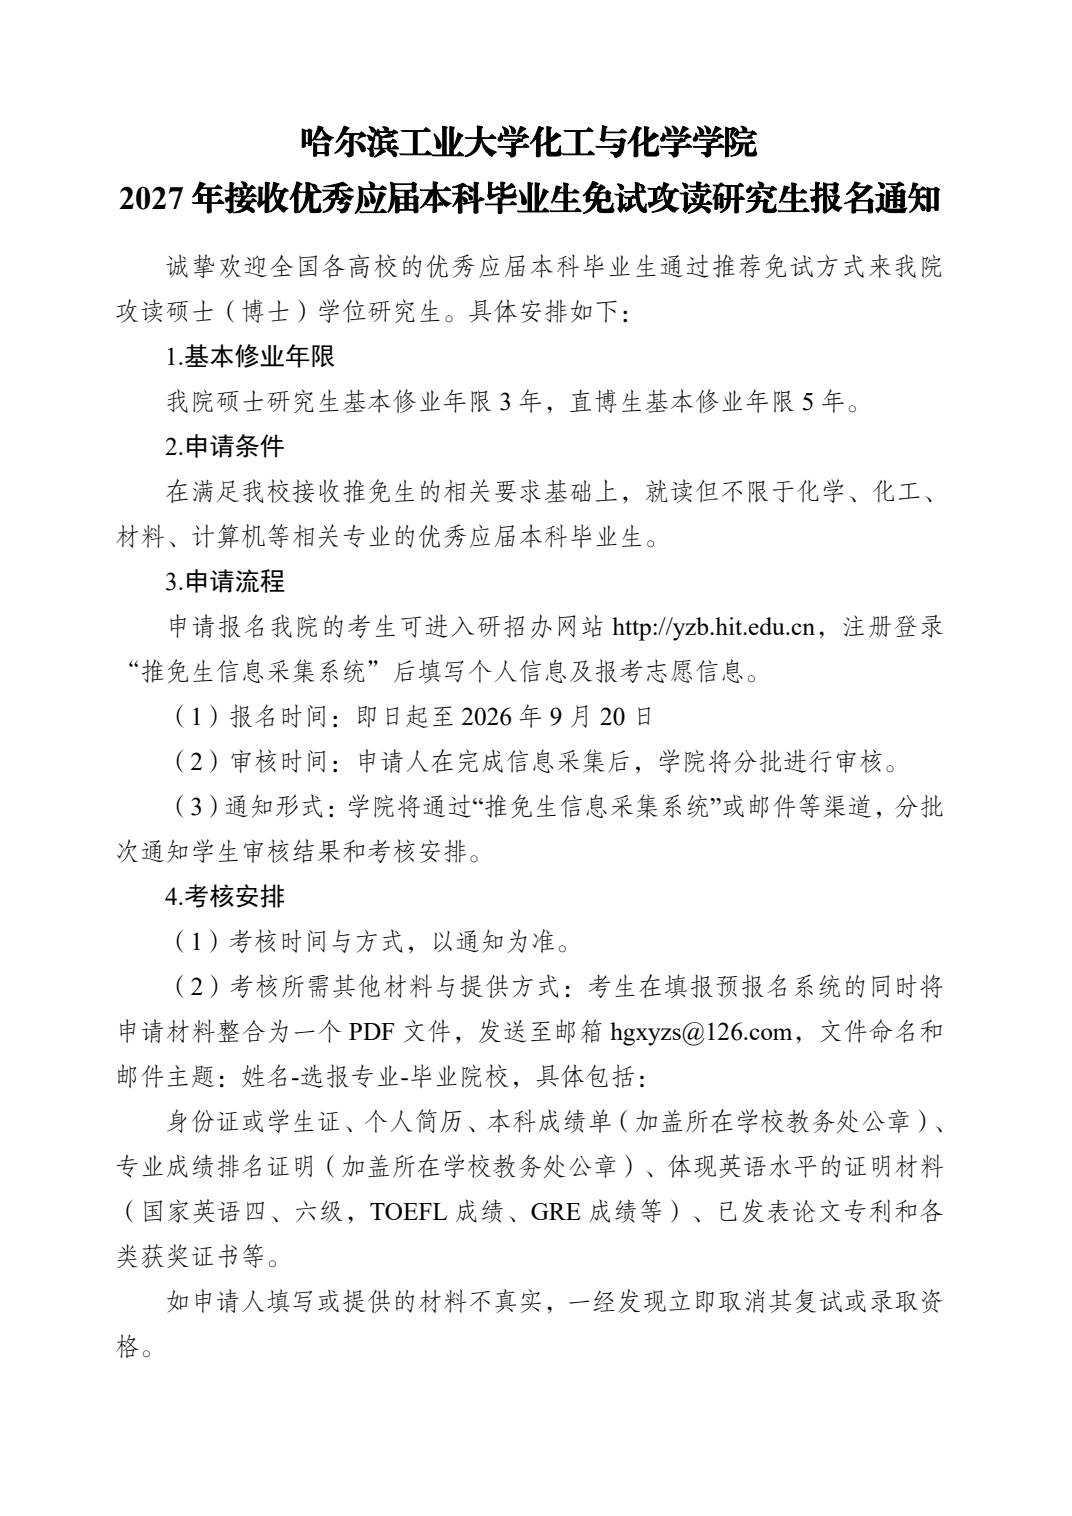 哈尔滨工业大学化工与化学学院
2027 年接收优秀应届本科毕业生免试攻读研究生报名通知
诚挚欢迎全国各高校的优秀应届本科毕业生通过推荐免试方式来我院
攻读硕士（博士）学位研究生。具体安排如下：
1.基本修业年限
我院硕士研究生基本修业年限 3 年，直博生基本修业年限 5 年。
2.申请条件
在满足我校接收推免生的相关要求基础上，就读但不限于化学、化工、
材料、计算机等相关专业的优秀应届本科毕业生。
3.申请流程
申请报名我院的考生可进入研招办网站 http://yzb.hit.edu.cn，注册登录
“推免生信息采集系统”后填写个人信息及报考志愿信息。
（1）报名时间：即日起至 2026 年 9 月 20 日
（2）审核时间：申请人在完成信息采集后，学院将分批进行审核。
（3）通知形式：学院将通过“推免生信息采集系统”或邮件等渠道，分批
次通知学生审核结果和考核安排。
4.考核安排
（1）考核时间与方式，以通知为准。
（2）考核所需其他材料与提供方式：考生在填报预报名系统的同时将
申请材料整合为一个 PDF 文件，发送至邮箱 hgxyzs@126.com，文件命名和
邮件主题：姓名-选报专业-毕业院校，具体包括：
身份证或学生证、个人简历、本科成绩单（加盖所在学校教务处公章）、
专业成绩排名证明（加盖所在学校教务处公章）、体现英语水平的证明材料
（国家英语四、六级，TOEFL 成绩、GRE 成绩等）、已发表论文专利和各
类获奖证书等。
如申请人填写或提供的材料不真实，一经发现立即取消其复试或录取资
格。